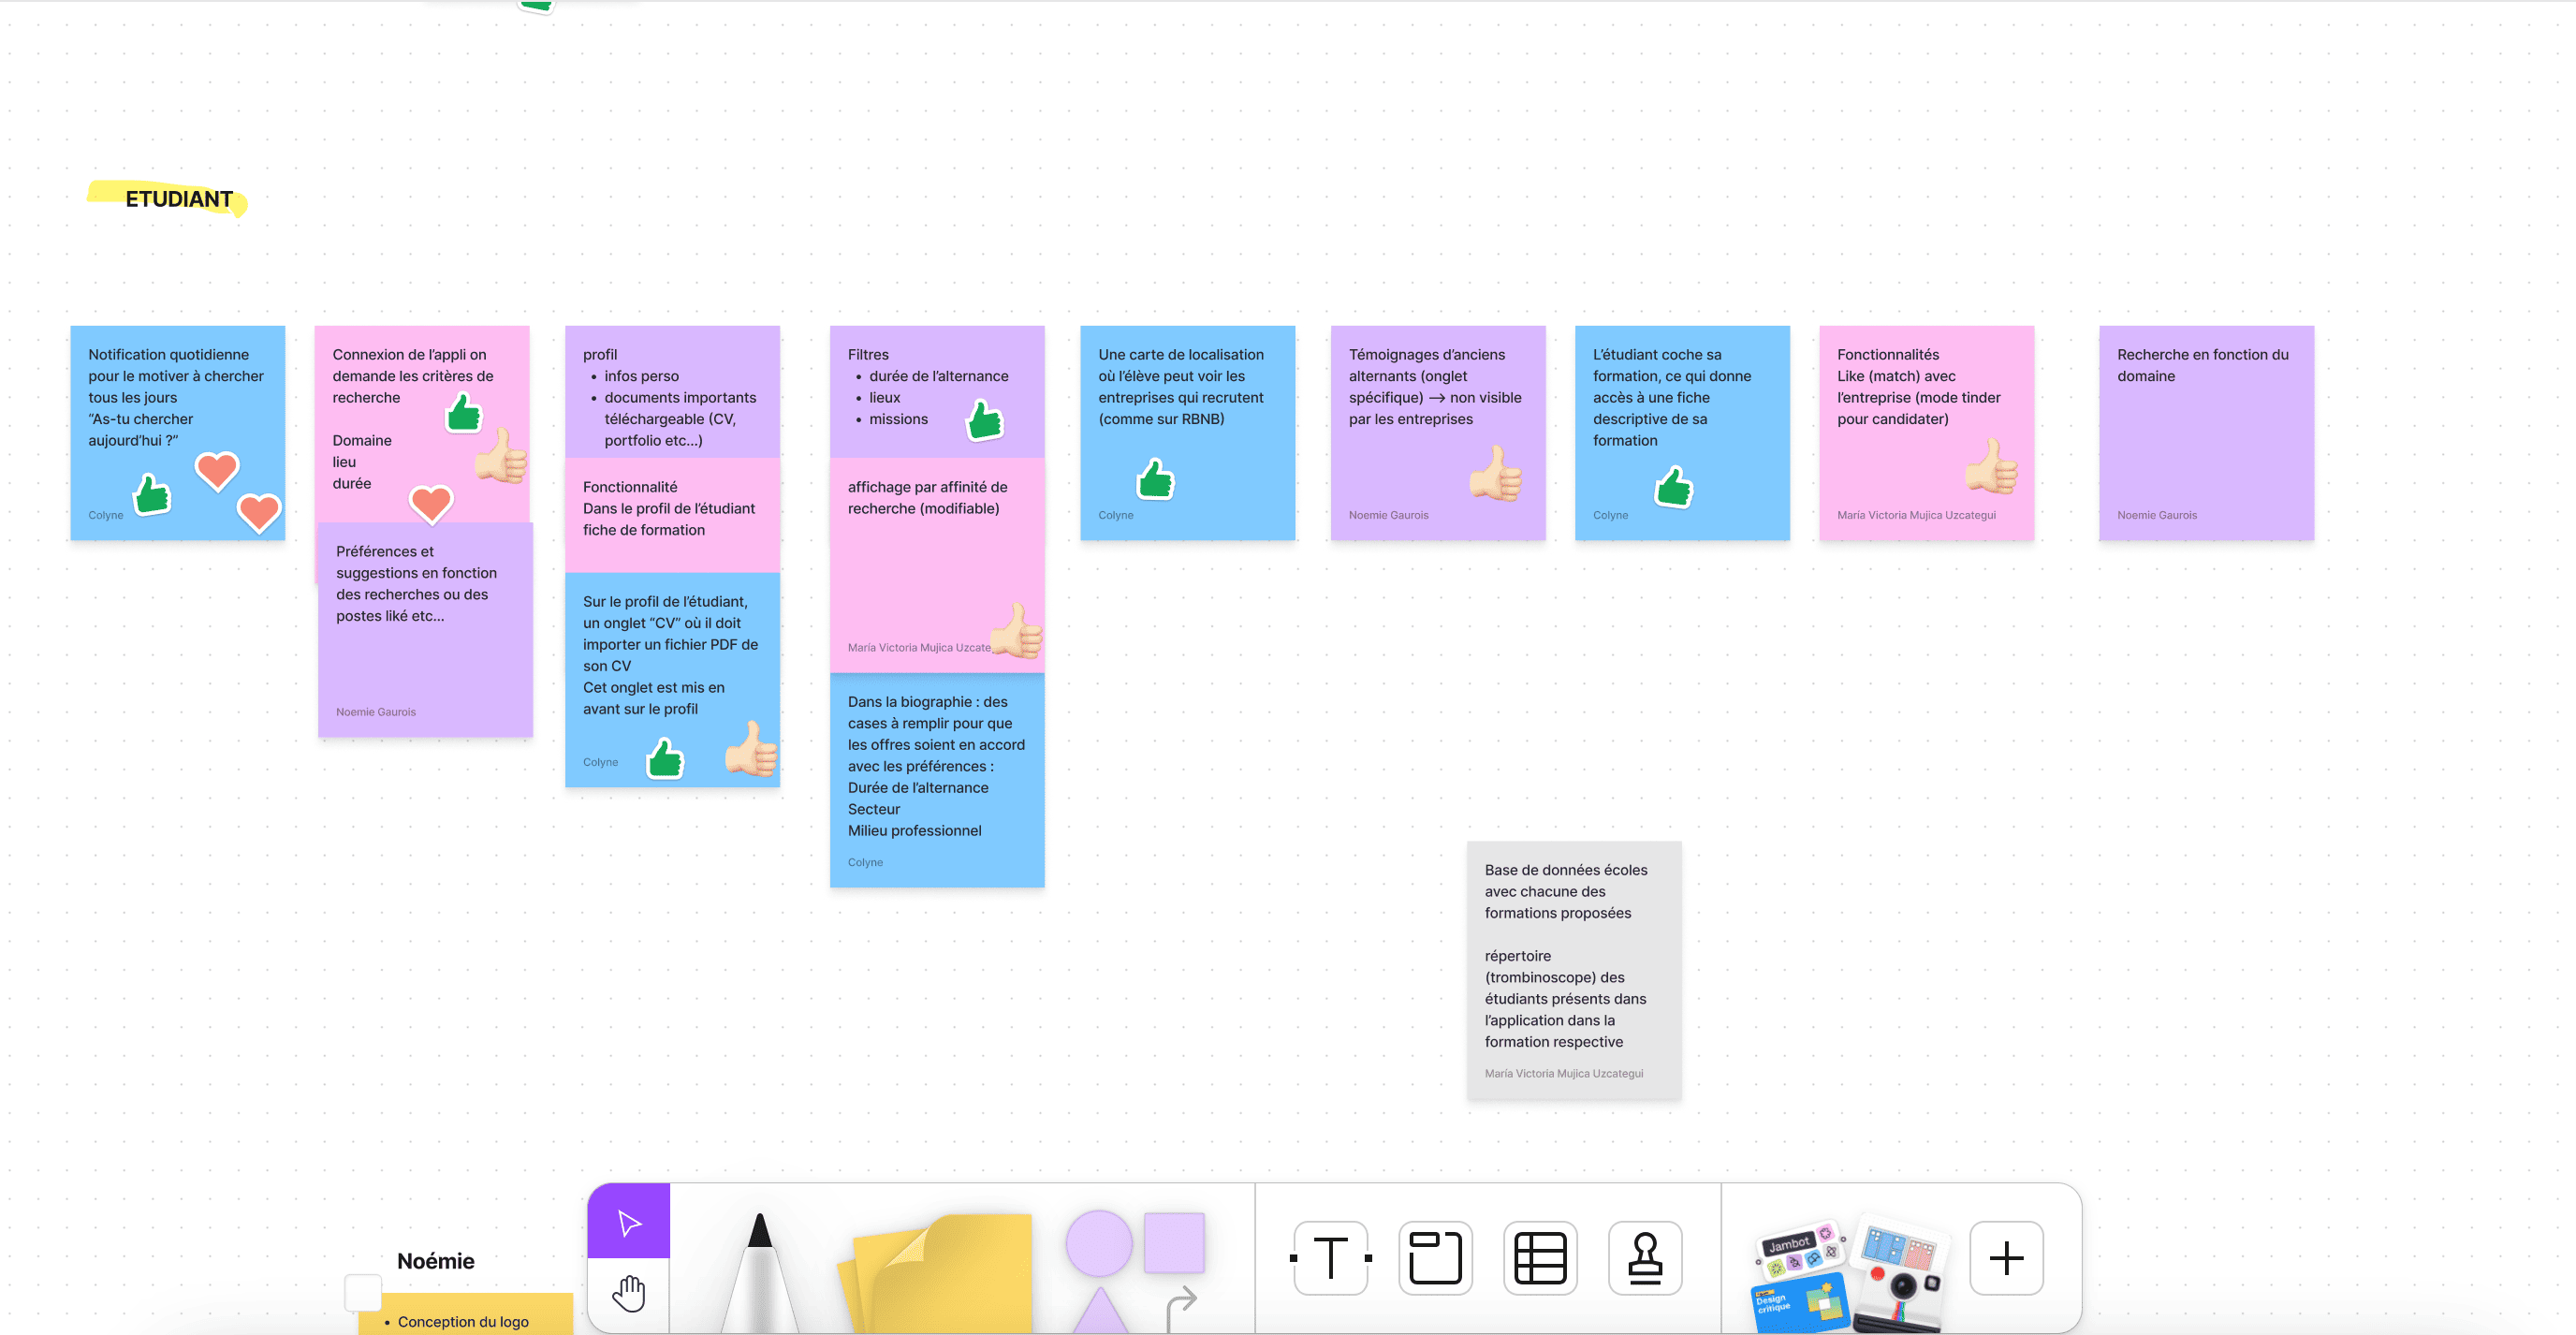 ETUDIANT
Notification quotidienne
pour le motiver à chercher
tous les jours
“As-tu chercher
aujourd’hui ?”
Colyne
Connexion de l’appli on
demande les critères de
recherche
Domaine
lieu
durée
Préférences et
suggestions en fonction
des recherches ou des
postes liké etc...
Noemie Gaurois
profil
• infos perso
• documents importants
téléchargeable (CV,
portfolio etc...)
Fonctionnalité
Dans le profil de l’étudiant
fiche de formation
Sur le profil de l’étudiant,
un onglet “CV” où il doit
importer un fichier PDF de
son CV
Cet onglet est mis en
avant sur le profil
Colyne
Filtres
• durée de l’alternance
• lieux
• missions
affichage par affinité de
recherche (modifiable)
María Victoria Mujica Uzcate
Dans la biographie : des
cases à remplir pour que
les offres soient en accord
avec les préférences :
Durée de l’alternance
Secteur
Milieu professionnel
Colyne
Une carte de localisation
où l’élève peut voir les
entreprises qui recrutent
(comme sur RBNB)
Colyne
Témoignages d’anciens
alternants (onglet
spécifique) → non visible
par les entreprises
Noemie Gaurois
L’étudiant coche sa
formation, ce qui donne
accès à une fiche
descriptive de sa
formation
Colyne
Fonctionnalités
Like (match) avec
l’entreprise (mode tinder
pour candidater)
María Victoria Mujica Uzcategui
Recherche en fonction du
domaine
Noemie Gaurois
Base de données écoles
avec chacune des
formations proposées
répertoire
(trombinoscope) des
étudiants présents dans
l’application dans la
formation respective
María Victoria Mujica Uzcategui
Noémie
• Conception du logo
T
Jambot
Design
critique